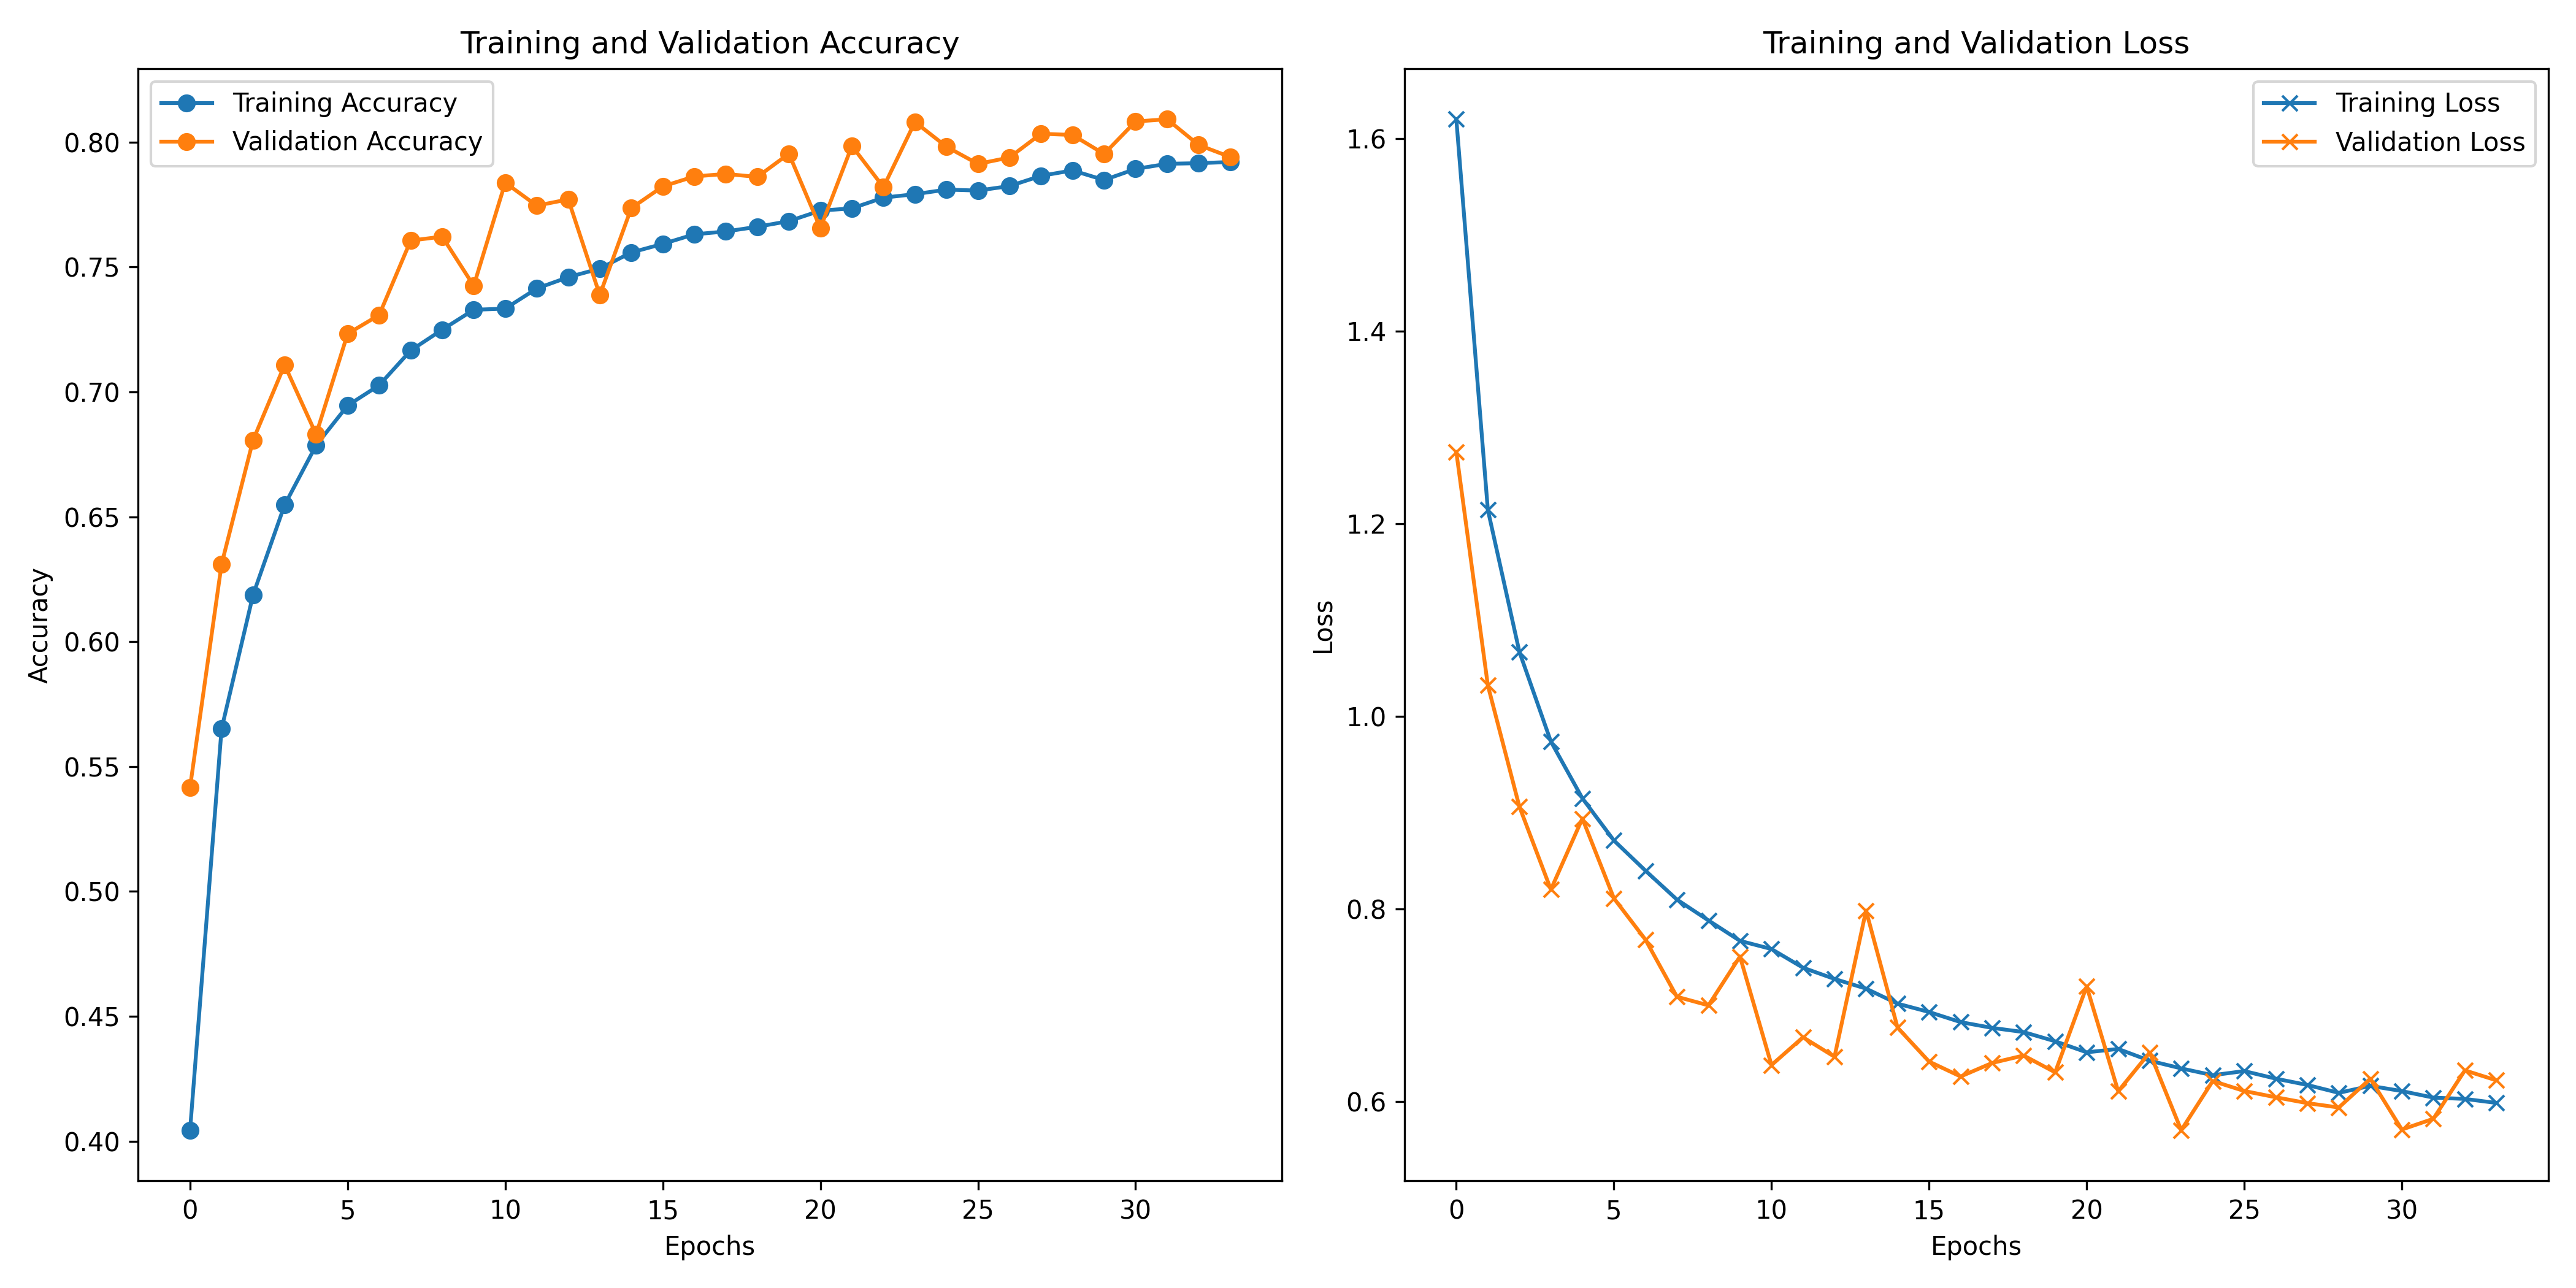 Training and Validation Accuracy
Training Accuracy
Validation Accuracy
0.80
0.75
0.70
0.65
0.60
0.55
0.50
0.45
0.40
Accuracy
0 5 10 15 20 25 30
Epochs
Training and Validation Loss
Training Loss
Validation Loss
1.6
1.4
1.2
1.0
0.8
0.6
Loss
0 5 10 15 20 25 30
Epochs